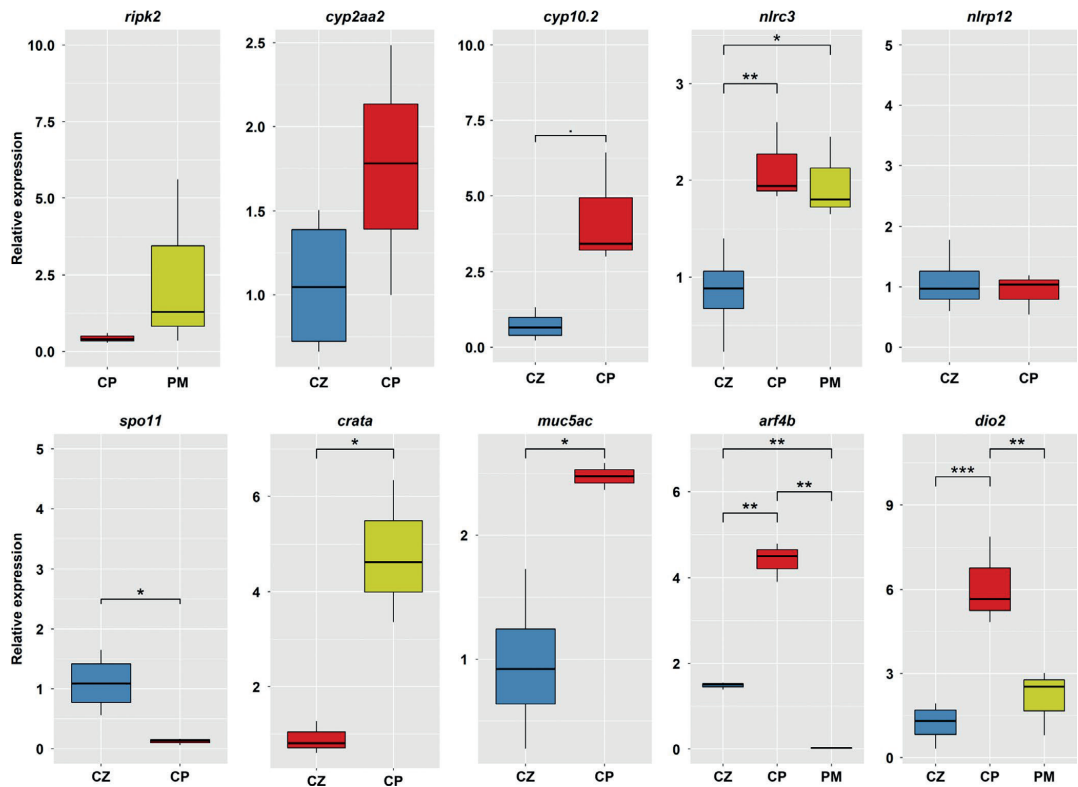 ripk2
cyp2aa2
cyp10.2
nlrc3
nlrp12
Relative expression
10.0
7.5
5.0
2.5
0.0
CP PM
2.5
2.0
1.5
1.0
CZ CP
10.0
7.5
5.0
2.5
0.0
.
CZ CP
3
2
1
*
**
CZ CP PM
5
4
3
2
1
0
CZ CP
spo11
crata
muc5ac
arf4b
dio2
Relative expression
5
4
3
2
1
0
*
CZ CP
6
4
2
*
CZ CP
2
1
*
CZ CP
6
4
2
0
**
**
**
CZ CP PM
9
6
3
0
**
***
CZ CP PM